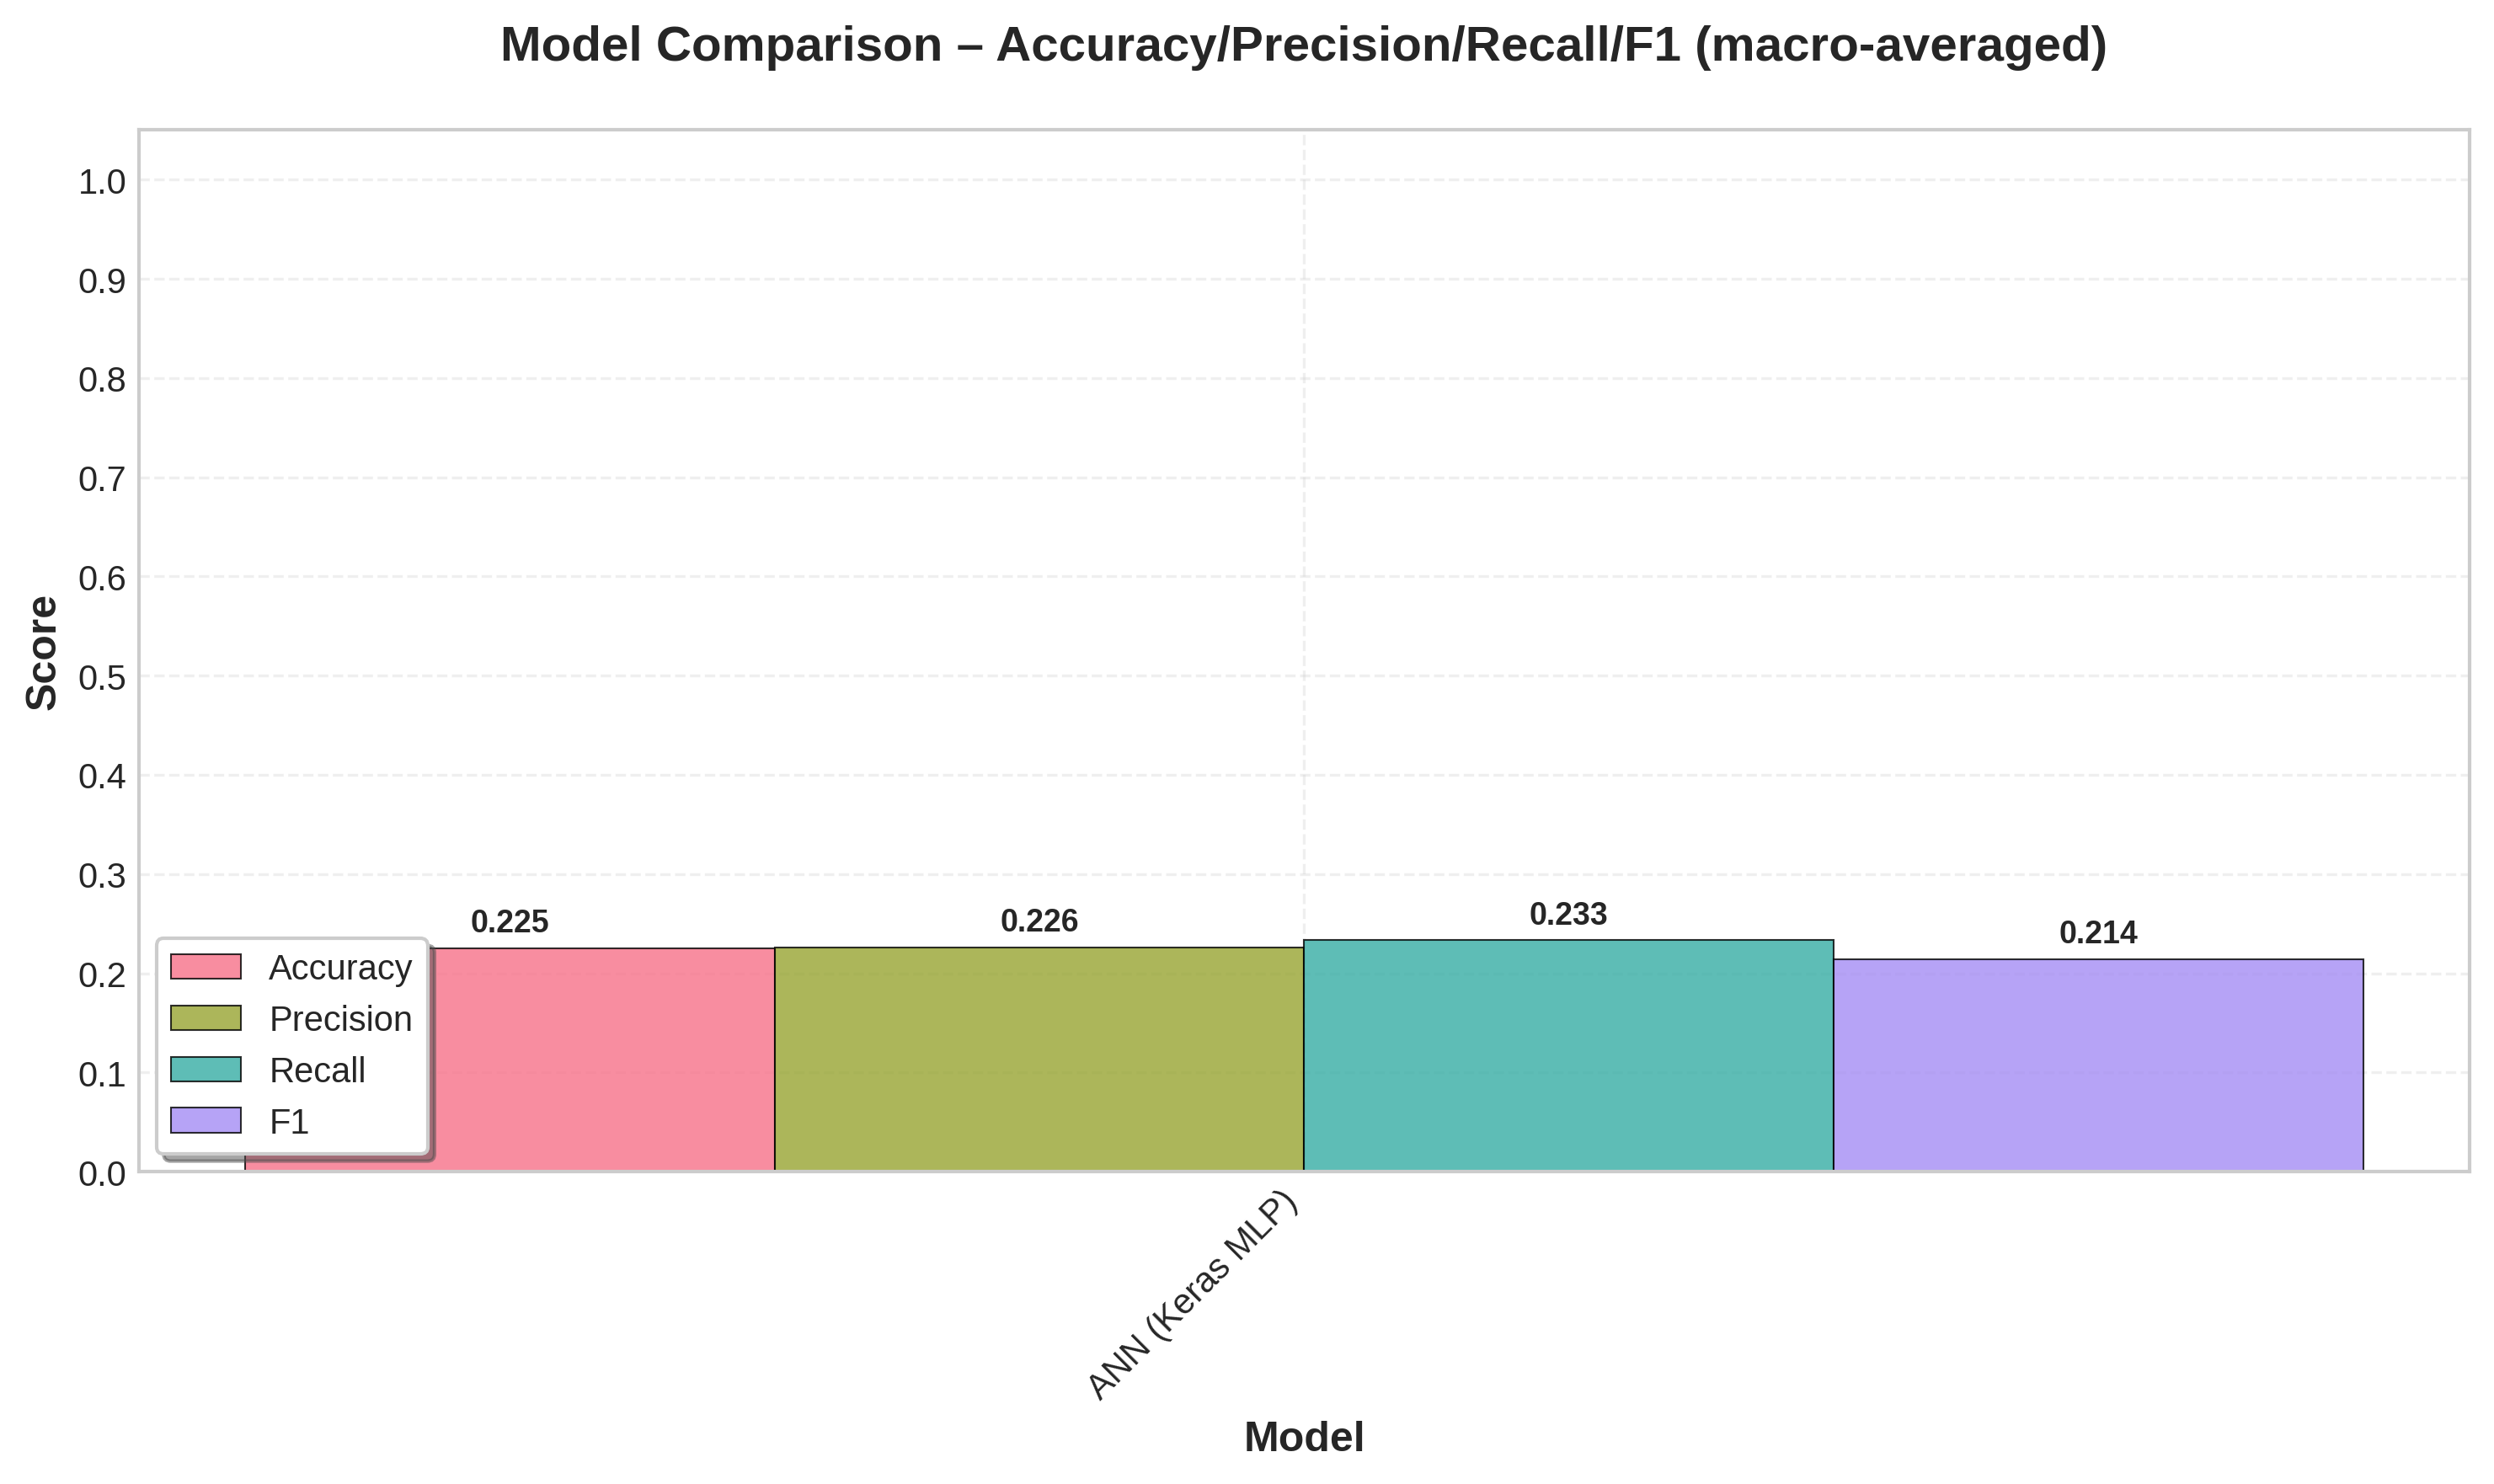 Model Comparison – Accuracy/Precision/Recall/F1 (macro-averaged)
Score
1.0
0.9
0.8
0.7
0.6
0.5
0.4
0.3
0.2
0.1
0.0
0.225
0.226
0.233
0.214
Accuracy
Precision
Recall
F1
ANN (Keras MLP)
Model